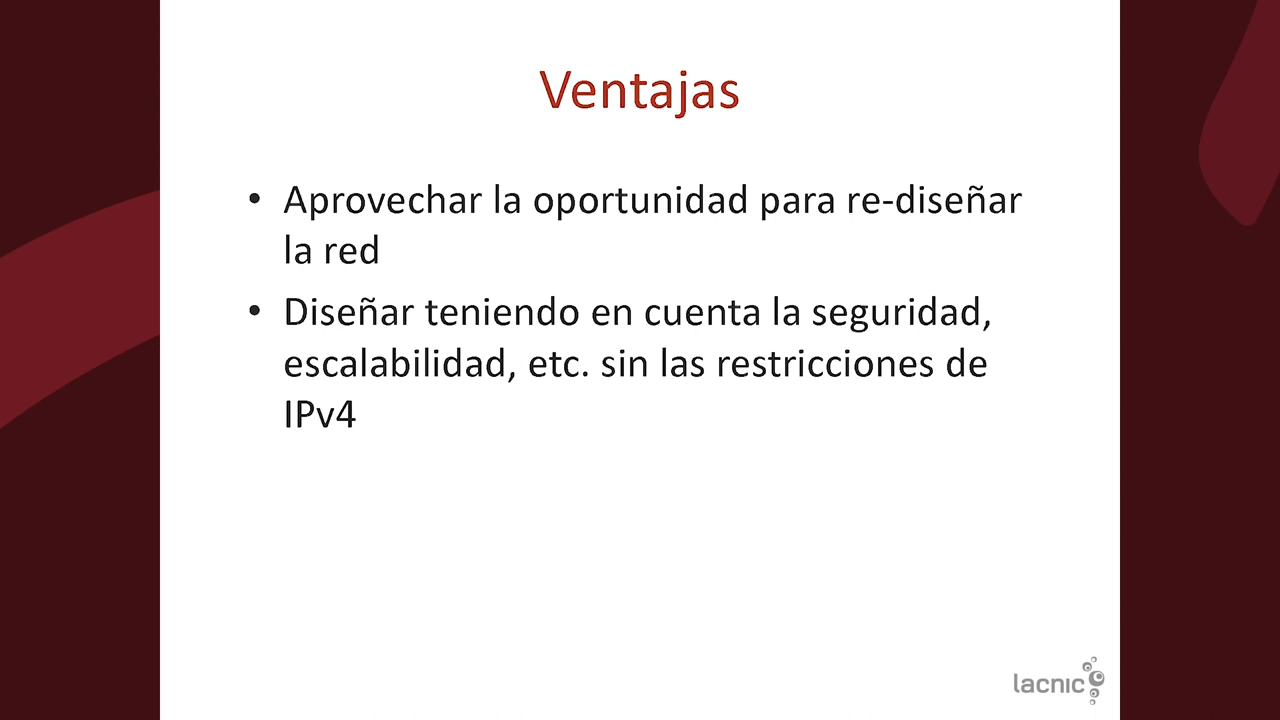 Ventajas
• Aprovechar la oportunidad para re-diseñar
la red
• Diseñar teniendo en cuenta la seguridad,
escalabilidad, etc. sin las restricciones de
IPv4
lacnic